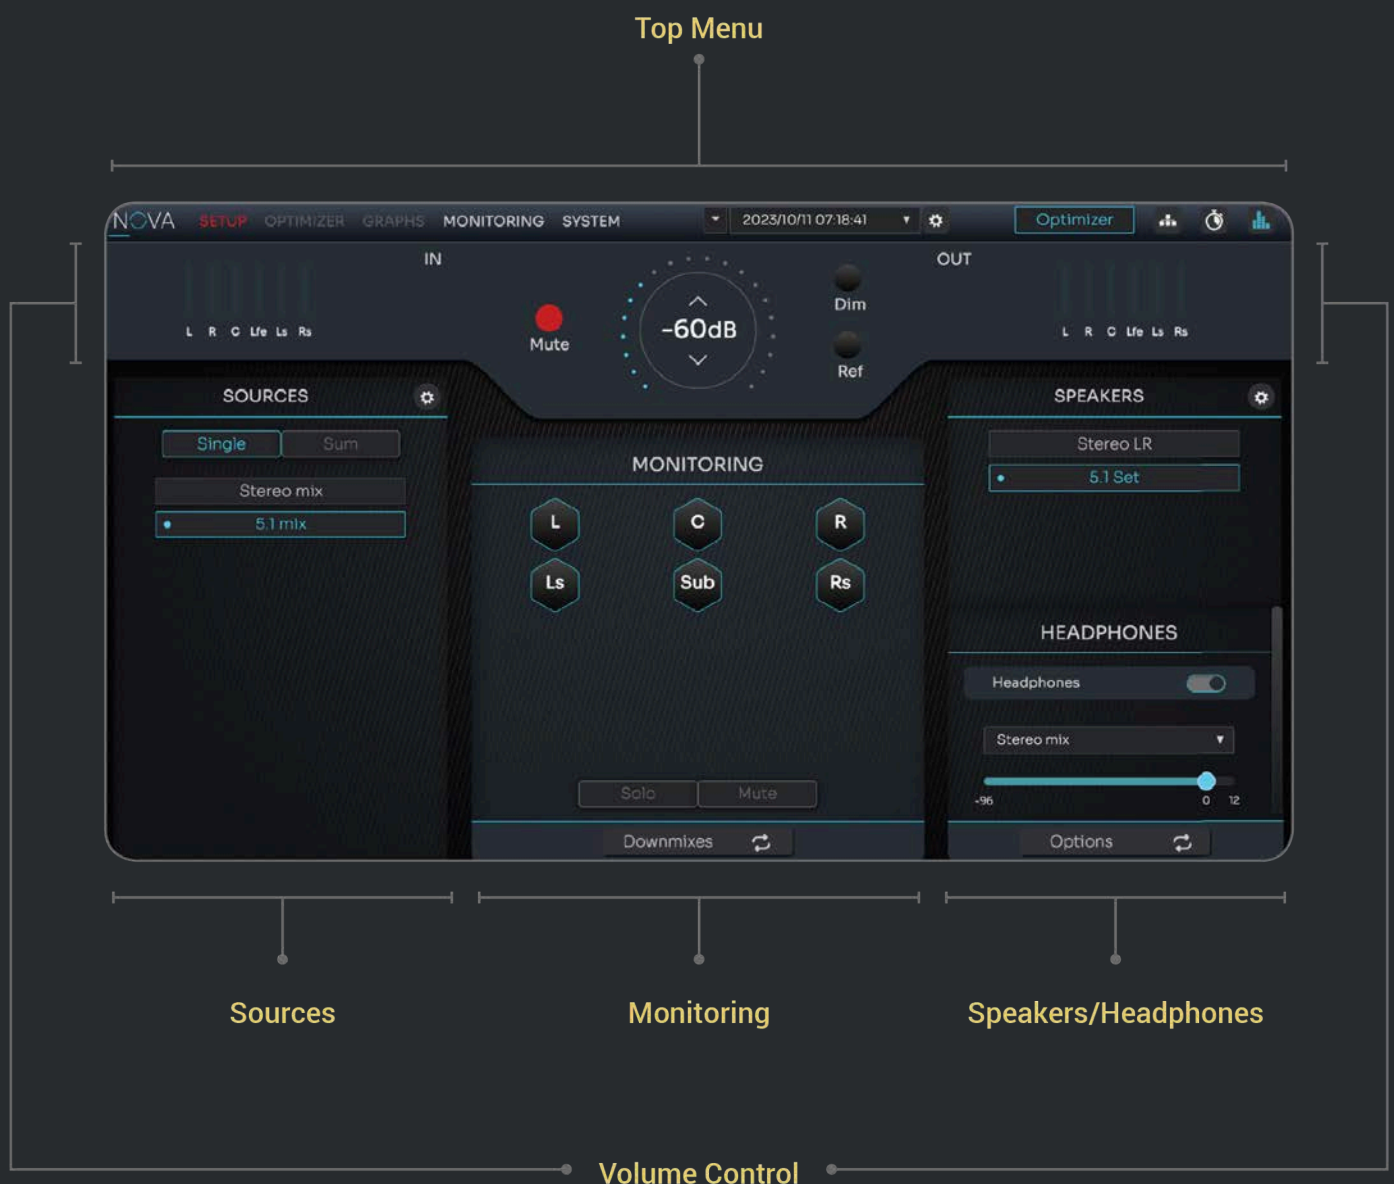 Top Menu
NOVA SETUP OPTIMIZER GRAPHS MONITORING SYSTEM 2023/10/11 07:18:41 Optimizer
IN
OUT
L R C Lfe Ls Rs
Mute
-60dB
Dim
Ref
L R C Lfe Ls Rs
SOURCES
Single Sum
Stereo mix
5.1 mix
MONITORING
L C R
Ls Sub Rs
Solo Mute
Downmixes
SPEAKERS
Stereo LR
5.1 Set
HEADPHONES
Headphones
Stereo mix
-96 0 12
Options
Sources
Monitoring
Speakers/Headphones
Volume Control